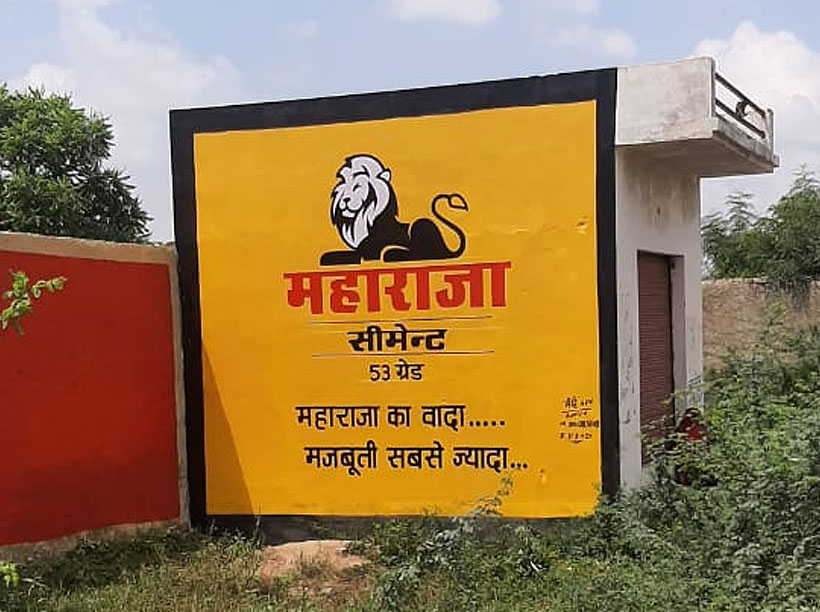 महाराजा
सीमेन्ट
53 ग्रेड
महाराजा का वादा.....
मजबूती सबसे ज्यादा...